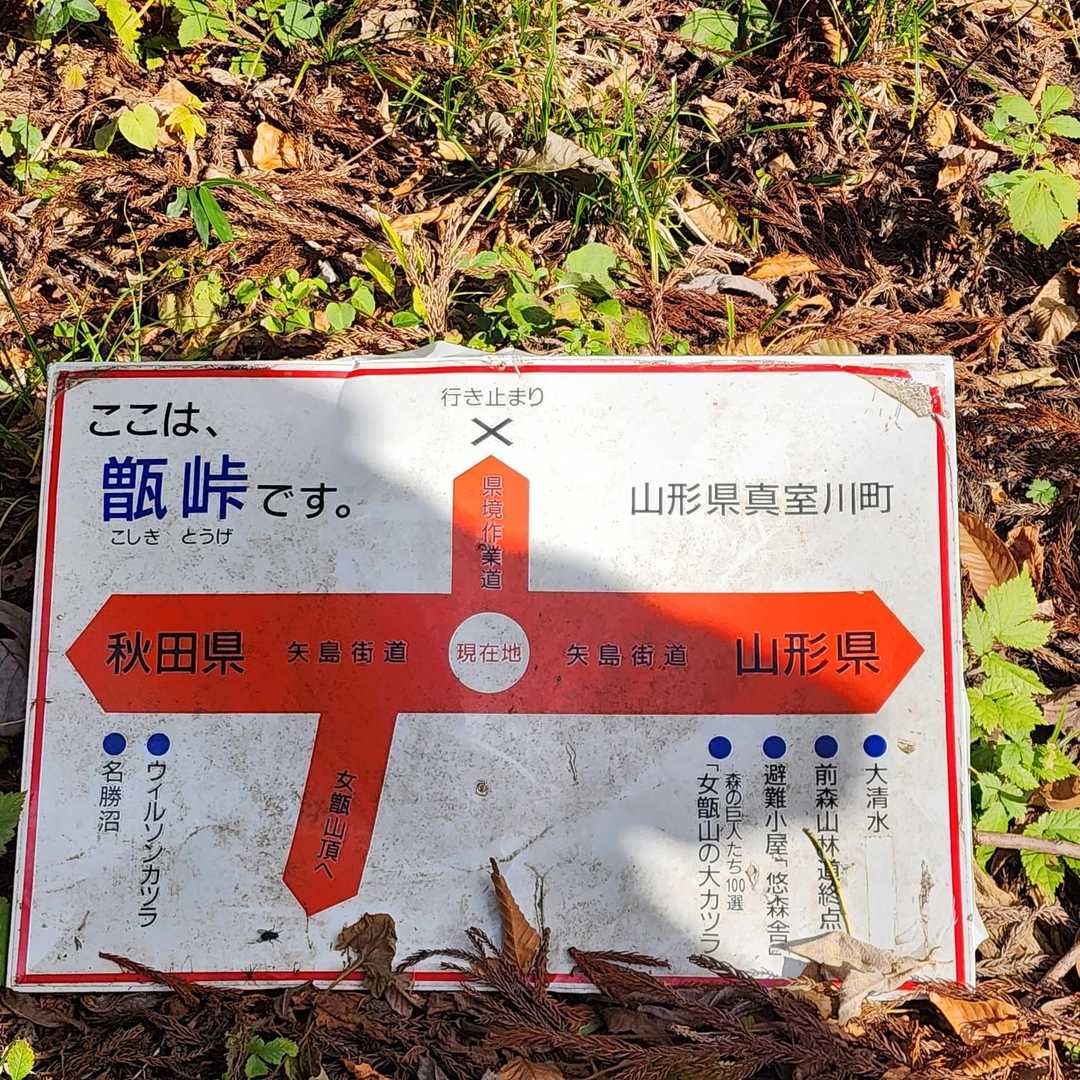 行き止まり
ここは、
甑峠です。
こしき とうげ
山形県真室川町
県境作業道
秋田県
矢島街道
現在地
矢島街道
山形県
女甑山頂へ
名勝沼
ウィルソンカツラ
森の巨人たち100選
「女甑山の大カツラ
避難小屋「悠森舎」
前森山林道終点
大清水